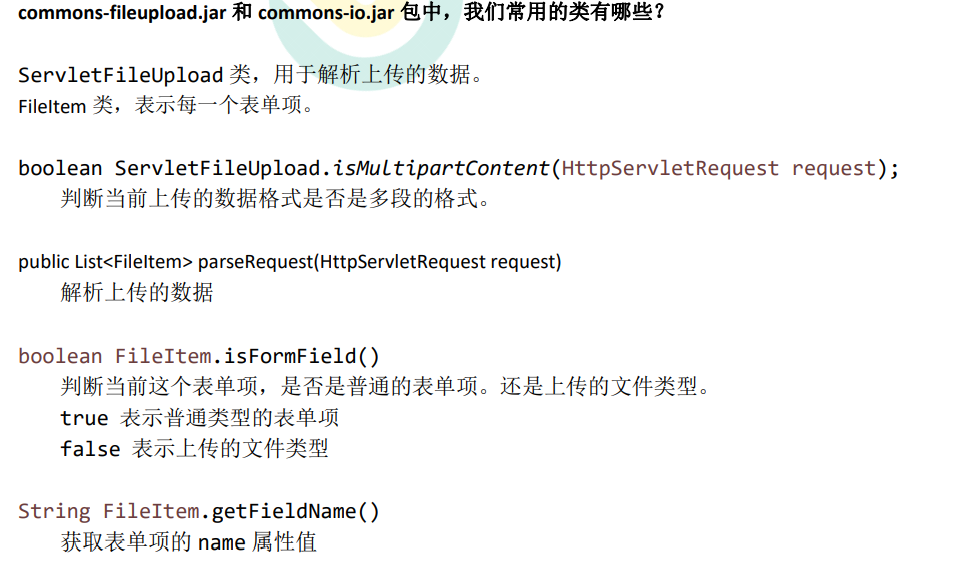 commons-fileupload.jar 和 commons-io.jar 包中，我们常用的类有哪些？
ServletFileUpload 类，用于解析上传的数据。
FileItem 类，表示每一个表单项。
boolean ServletFileUpload.isMultipartContent(HttpServletRequest request);
判断当前上传的数据格式是否是多段的格式。
public List<FileItem> parseRequest(HttpServletRequest request)
解析上传的数据
boolean FileItem.isFormField()
判断当前这个表单项，是否是普通的表单项。还是上传的文件类型。
true 表示普通类型的表单项
false 表示上传的文件类型
String FileItem.getFieldName()
获取表单项的 name 属性值